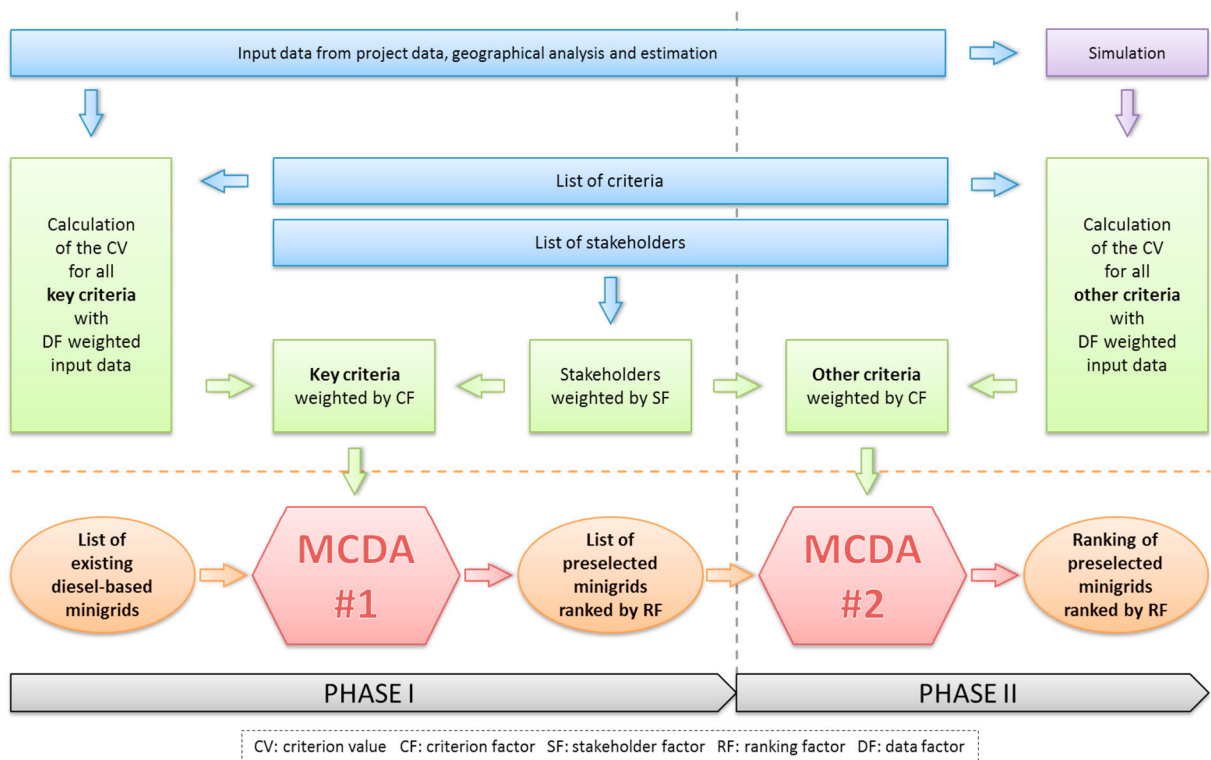 Input data from project data, geographical analysis and estimation
Simulation
List of criteria
List of stakeholders
Calculation
of the CV
for all
key criteria
with
DF weighted
input data
Calculation
of the CV
for all
other criteria
with
DF weighted
input data
Key criteria
weighted by CF
Stakeholders
weighted by SF
Other criteria
weighted by CF
List of
existing
diesel-based
minigrids
MCDA
#1
List of
preselected
minigrids
ranked by RF
MCDA
#2
Ranking of
preselected
minigrids
ranked by RF
PHASE I
PHASE II
CV: criterion value CF: criterion factor SF: stakeholder factor RF: ranking factor DF: data factor